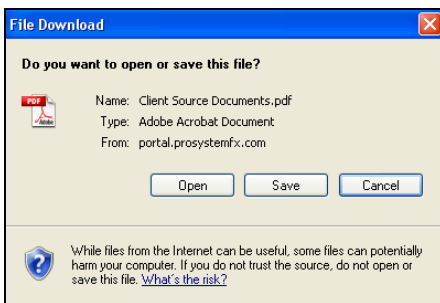 File Download
Do you want to open or save this file?
PDF
Adobe
Name: Client Source Documents.pdf
Type: Adobe Acrobat Document
From: portal.prosystemfx.com
Open Save Cancel
While files from the Internet can be useful, some files can potentially
harm your computer. If you do not trust the source, do not open or
save this file. What's the risk?